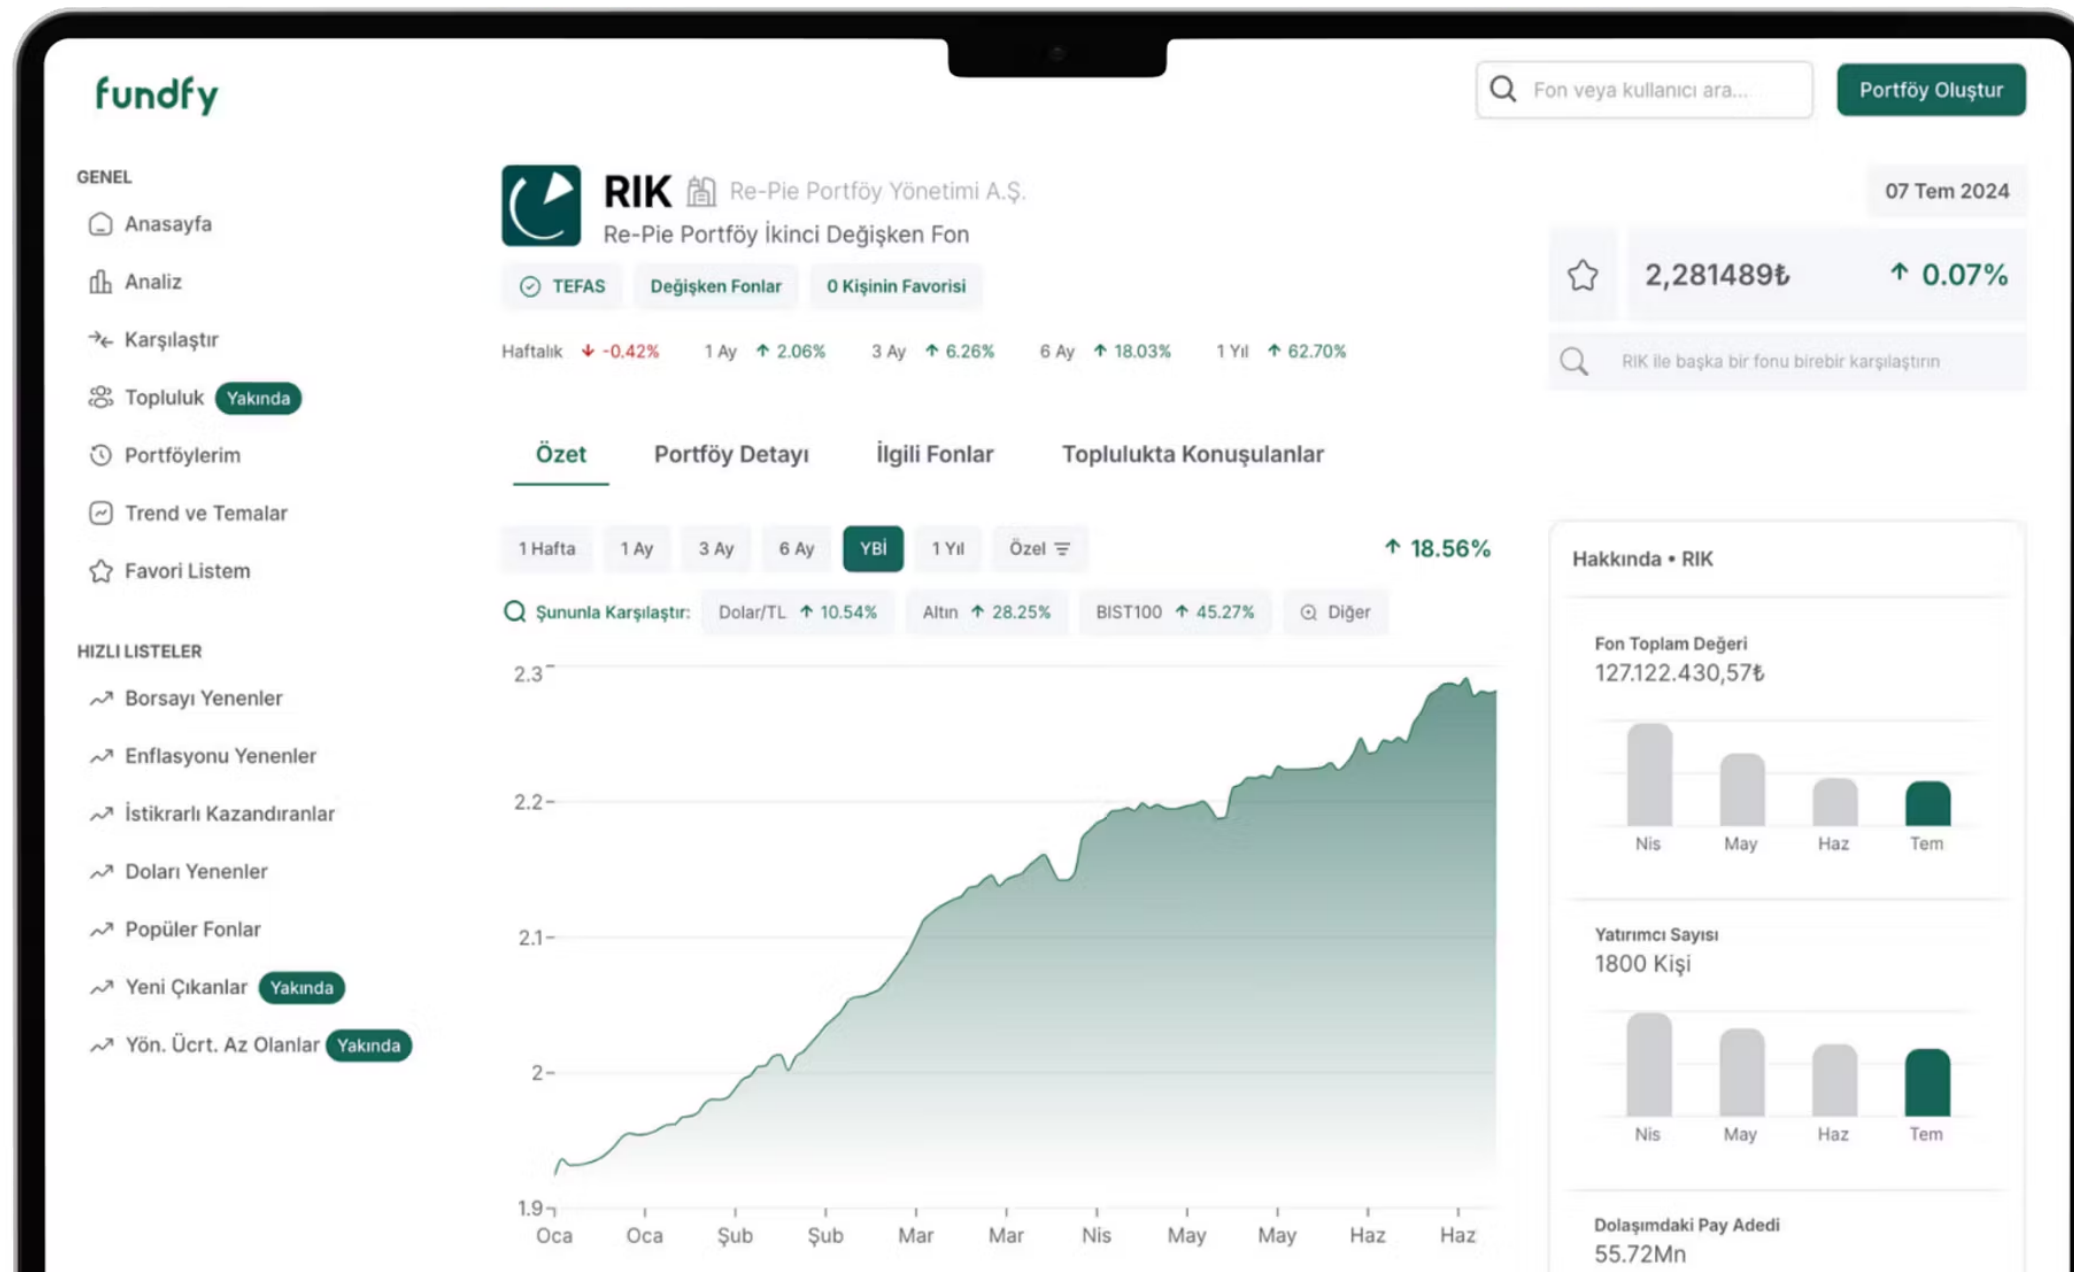 fundfy
Fon veya kullanıcı ara...
Portföy Oluştur
GENEL
Anasayfa
Analiz
Karşılaştır
Topluluk Yakında
Portföylerim
Trend ve Temalar
Favori Listem
HIZLI LISTELER
Borsayı Yenenler
Enflasyonu Yenenler
İstikrarlı Kazandıranlar
Doları Yenenler
Popüler Fonlar
Yeni Çıkanlar Yakında
Yön. Ücrt. Az Olanlar Yakında
RIK Re-Pie Portföy Yönetimi A.Ş.
Re-Pie Portföy İkinci Değişken Fon
TEFAS Değişken Fonlar 0 Kişinin Favorisi
Haftalık ↓ -0.42% 1 Ay ↑ 2.06% 3 Ay ↑ 6.26% 6 Ay ↑ 18.03% 1 Yıl ↑ 62.70%
07 Tem 2024
2,281489₺ ↑ 0.07%
RIK ile başka bir fonu birebir karşılaştırın
Özet Portföy Detayı İlgili Fonlar Toplulukta Konuşulanlar
1 Hafta 1 Ay 3 Ay 6 Ay YBİ 1 Yıl Özel ↑ 18.56%
Şununla Karşılaştır: Dolar/TL ↑ 10.54% Altın ↑ 28.25% BIST100 ↑ 45.27% Diğer
2.3
2.2
2.1
2
1.9
Oca Oca Şub Şub Mar Mar Nis May May Haz Haz
Hakkında • RIK
Fon Toplam Değeri
127.122.430,57₺
Nis May Haz Tem
Yatırımcı Sayısı
1800 Kişi
Nis May Haz Tem
Dolaşımdaki Pay Adedi
55.72Mn